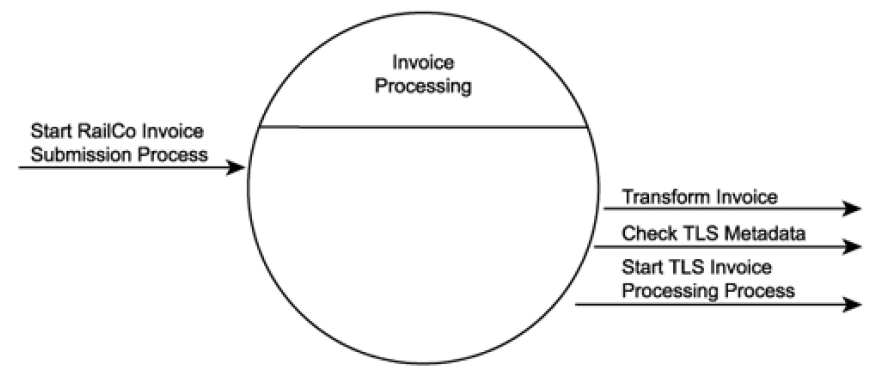 Invoice
Processing
Start RailCo Invoice
Submission Process
Transform Invoice
Check TLS Metadata
Start TLS Invoice
Processing Process